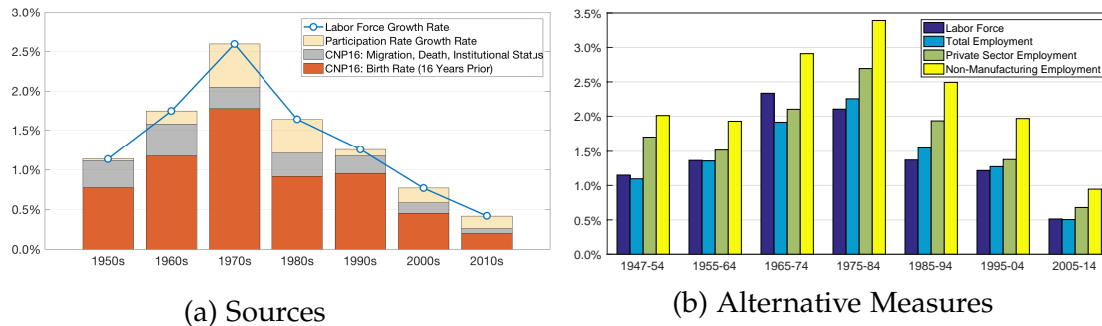 3.0%
2.5%
2.0%
1.5%
1.0%
0.5%
0.0%
Labor Force Growth Rate
Participation Rate Growth Rate
CNP16: Migration, Death, Institutional Status
CNP16: Birth Rate (16 Years Prior)
1950s 1960s 1970s 1980s 1990s 2000s 2010s
(a) Sources
3.5%
3.0%
2.5%
2.0%
1.5%
1.0%
0.5%
0.0%
Labor Force
Total Employment
Private Sector Employment
Non-Manufacturing Employment
1947-54 1955-64 1965-74 1975-84 1985-94 1995-04 2005-14
(b) Alternative Measures